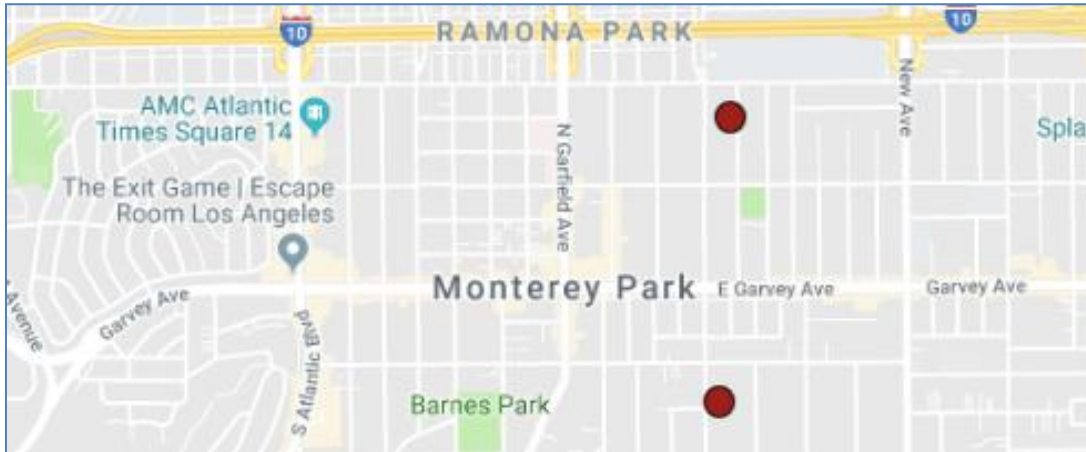 10
10
RAMONA PARK
New Ave
AMC Atlantic
Times Square 14
N Garfield Ave
Spla
The Exit Game | Escape
Room Los Angeles
Monterey Park
E Garvey Ave
Garvey Ave
Garvey Ave
Avenue
S Atlantic Blvd
Barnes Park